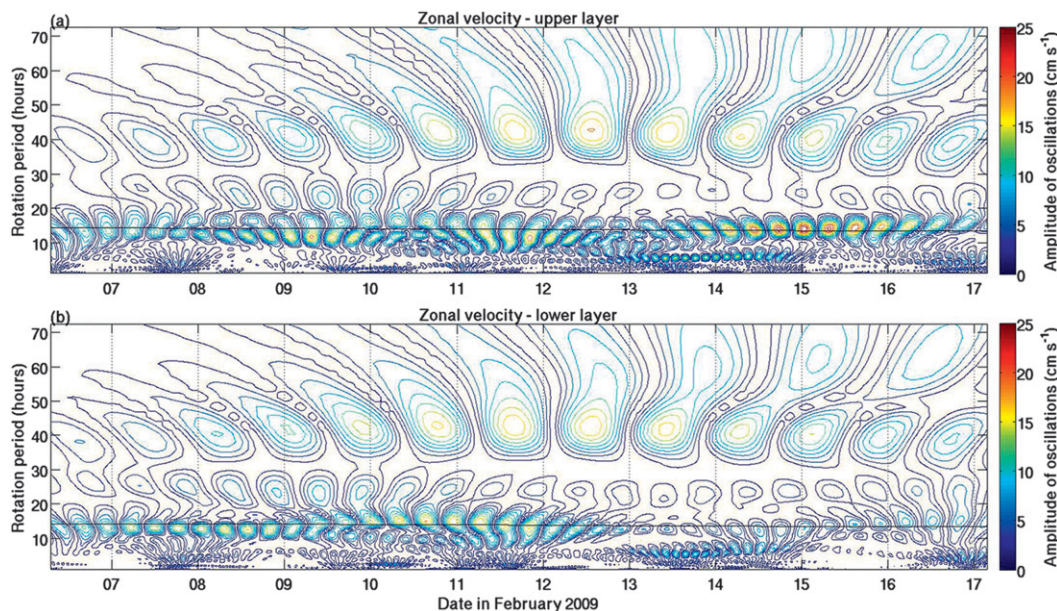 (a) Zonal velocity - upper layer
Rotation period (hours)
70
60
50
40
30
20
10
07 08 09 10 11 12 13 14 15 16 17
25
20
15
10
5
0
Amplitude of oscillations (cm s⁻¹)
(b) Zonal velocity - lower layer
Rotation period (hours)
70
60
50
40
30
20
10
07 08 09 10 11 12 13 14 15 16 17
Date in February 2009
25
20
15
10
5
0
Amplitude of oscillations (cm s⁻¹)